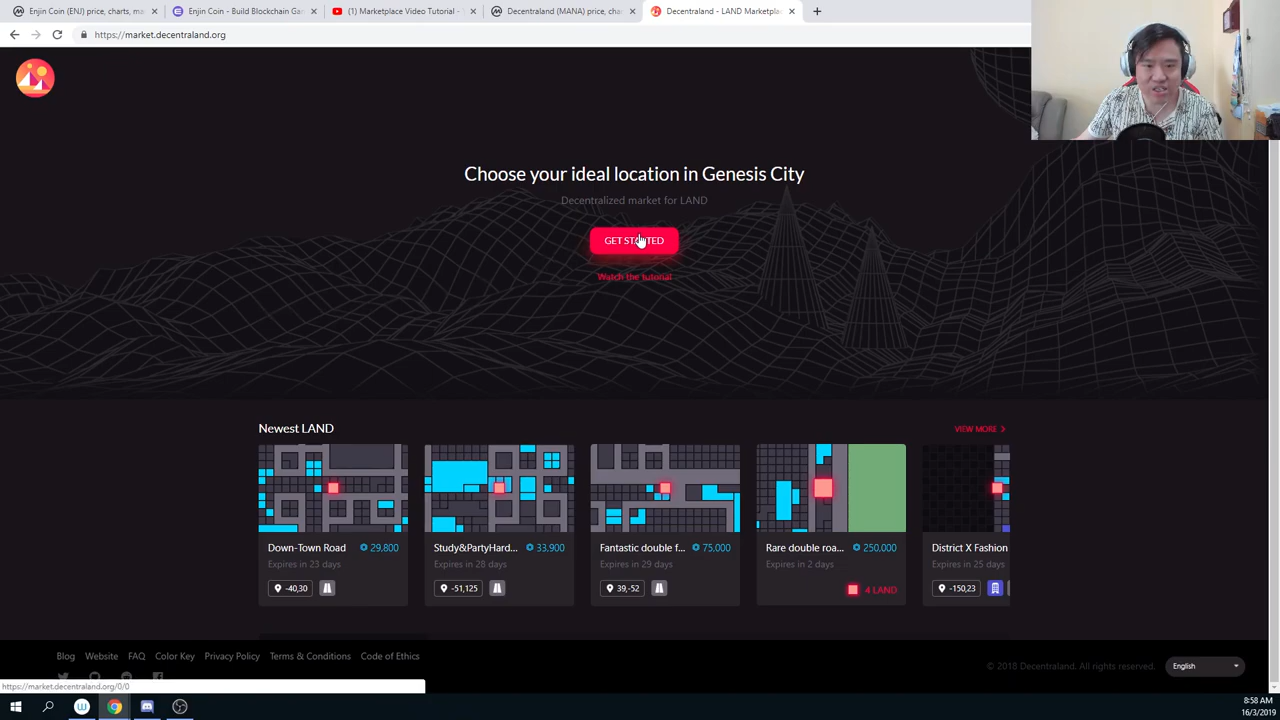 Enjin Coin (ENJ) price, charts, ma
Enjin Coin - Build Blockchain Gan
(1) Marketplace Video Tutorial -
Decentraland (MANA) price, cha
Decentraland - LAND Marketpla
https://market.decentraland.org
Choose your ideal location in Genesis City
Decentralized market for LAND
GET STARTED
Watch the tutorial
Newest LAND
VIEW MORE
Down-Town Road 29,800
Expires in 23 days
-40,30
Study&PartyHard... 33,900
Expires in 28 days
-51,125
Fantastic double f... 75,000
Expires in 29 days
39,-52
Rare double roa... 250,000
Expires in 2 days
4 LAND
District X Fashion
Expires in 25 days
-150,23
Blog Website FAQ Color Key Privacy Policy Terms & Conditions Code of Ethics
© 2018 Decentraland. All rights reserved.
English
https://market.decentraland.org/0/0
8:58 AM
16/3/2019